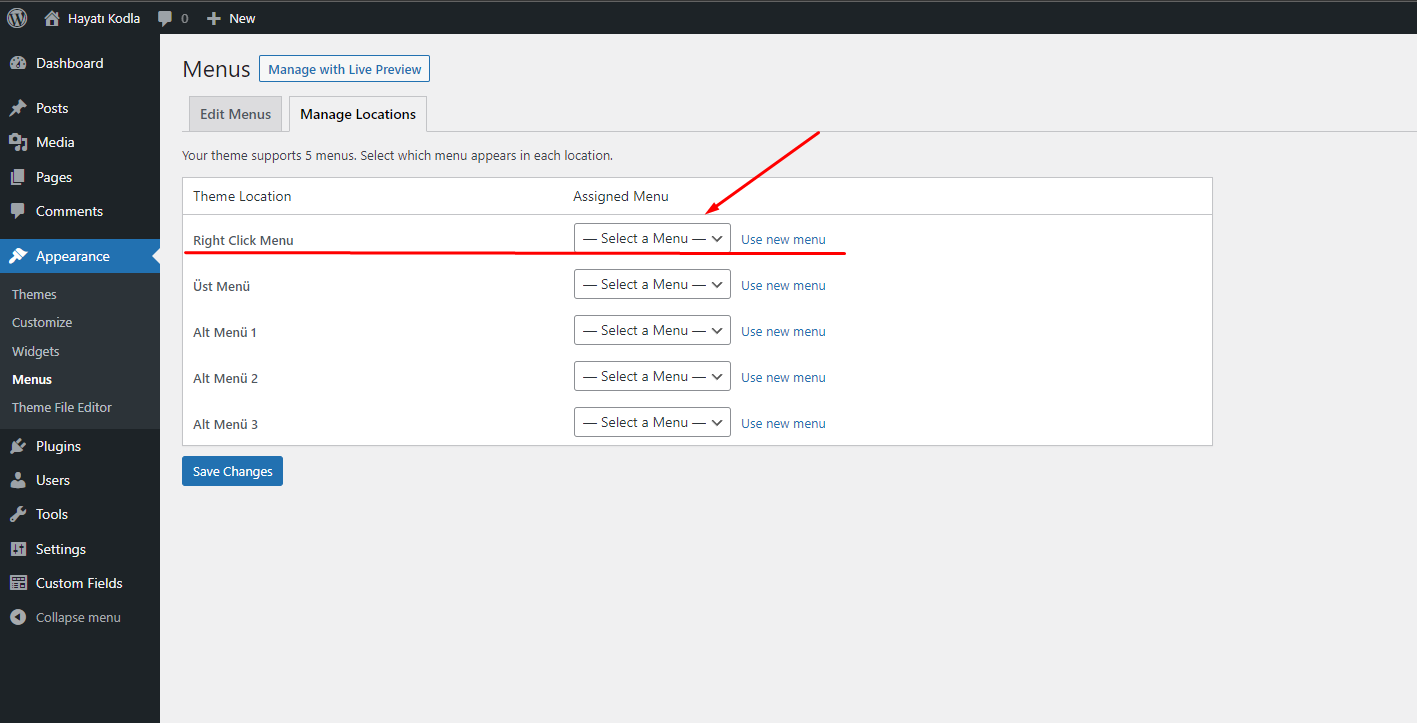 Hayatı Kodla 0 New
Dashboard
Posts
Media
Pages
Comments
Appearance
Themes
Customize
Widgets
Menus
Theme File Editor
Plugins
Users
Tools
Settings
Custom Fields
Collapse menu
Menus Manage with Live Preview
Edit Menus Manage Locations
Your theme supports 5 menus. Select which menu appears in each location.
Theme Location Assigned Menu
Right Click Menu — Select a Menu — Use new menu
Üst Menü — Select a Menu — Use new menu
Alt Menü 1 — Select a Menu — Use new menu
Alt Menü 2 — Select a Menu — Use new menu
Alt Menü 3 — Select a Menu — Use new menu
Save Changes